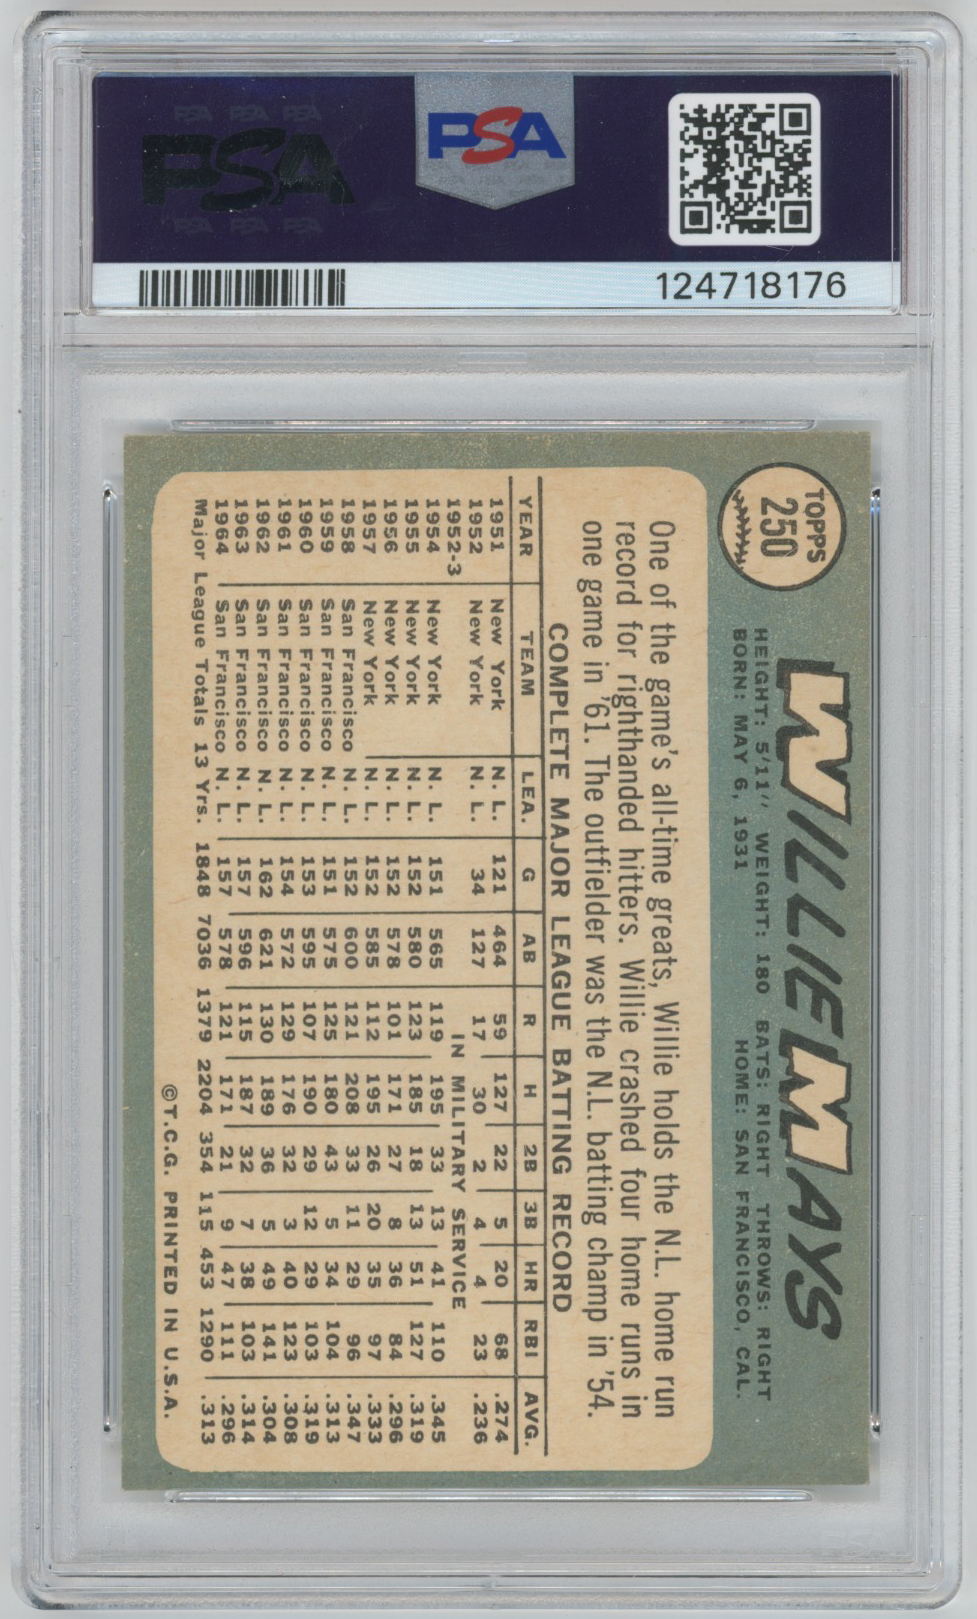 PSA PSA PSA
PSA
PSA PSA PSA
PSA
124718176
TOPPS
250
WILLIE MAYS
HEIGHT: 5'11" WEIGHT: 180 BATS: RIGHT THROWS: RIGHT
BORN: MAY 6, 1931 HOME: SAN FRANCISCO, CAL.
One of the game's all-time greats, Willie holds the N.L. home run
record for righthanded hitters. Willie crashed four home runs in
one game in '61. The outfielder was the N.L. batting champ in '54.
COMPLETE MAJOR LEAGUE BATTING RECORD
YEAR TEAM LEA. G AB R H 2B 3B HR RBI AVG.
1951 New York N. L. 121 464 59 127 22 5 20 68 .274
1952 New York N. L. 34 127 17 30 2 4 4 23 .236
1952-3 IN MILITARY SERVICE
1954 New York N. L. 151 565 119 195 33 13 41 110 .345
1955 New York N. L. 152 580 123 185 18 13 51 127 .319
1956 New York N. L. 152 578 101 171 27 8 36 84 .296
1957 New York N. L. 152 585 112 195 26 20 35 97 .333
1958 San Francisco N. L. 152 600 121 208 33 11 29 96 .347
1959 San Francisco N. L. 151 575 125 180 43 5 34 104 .313
1960 San Francisco N. L. 153 595 107 190 29 12 29 103 .319
1961 San Francisco N. L. 154 572 129 176 32 3 40 123 .308
1962 San Francisco N. L. 162 621 130 189 36 5 49 141 .304
1963 San Francisco N. L. 157 596 115 187 32 7 38 103 .314
1964 San Francisco N. L. 157 578 121 171 21 9 47 111 .296
Major League Totals 13 Yrs. 1848 7036 1379 2204 354 115 453 1290 .313
©T.C.G. PRINTED IN U.S.A.